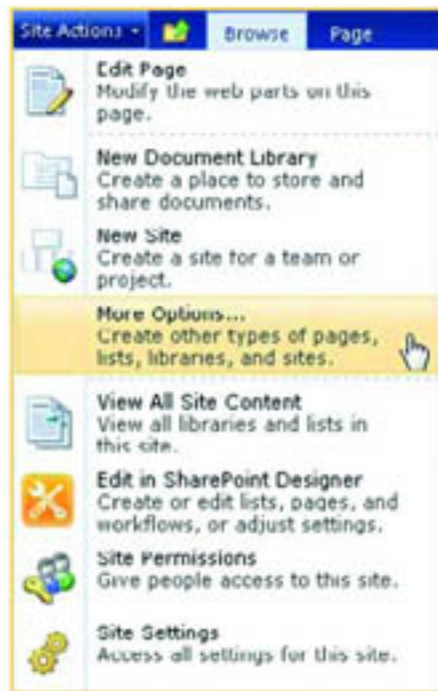 Site Actions Browse Page
Edit Page
Modify the web parts on this
page.
New Document Library
Create a place to store and
share documents.
New Site
Create a site for a team or
project.
More Options...
Create other types of pages,
lists, libraries, and sites.
View All Site Content
View all libraries and lists in
this site.
Edit in SharePoint Designer
Create or edit lists, pages, and
workflows, or adjust settings.
Site Permissions
Give people access to this site.
Site Settings
Access all settings for this site.